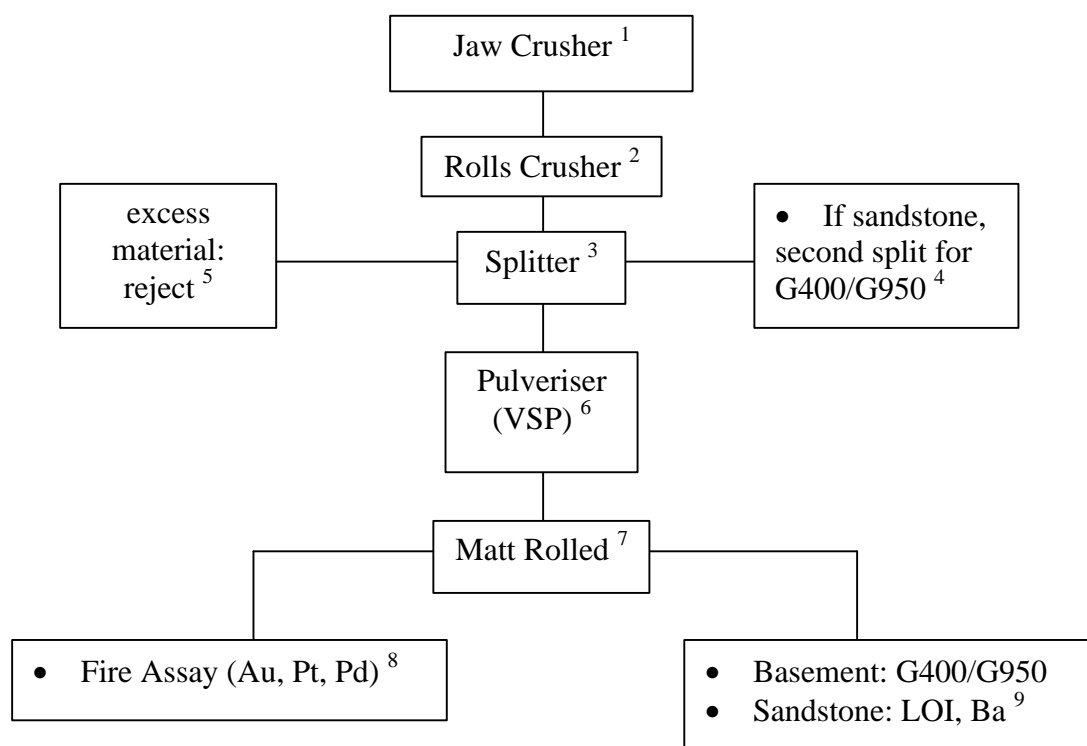 Jaw Crusher ¹
Rolls Crusher ²
excess
material:
reject ⁵
Splitter ³
• If sandstone,
second split for
G400/G950 ⁴
Pulveriser
(VSP) ⁶
Matt Rolled ⁷
• Fire Assay (Au, Pt, Pd) ⁸
• Basement: G400/G950
• Sandstone: LOI, Ba ⁹